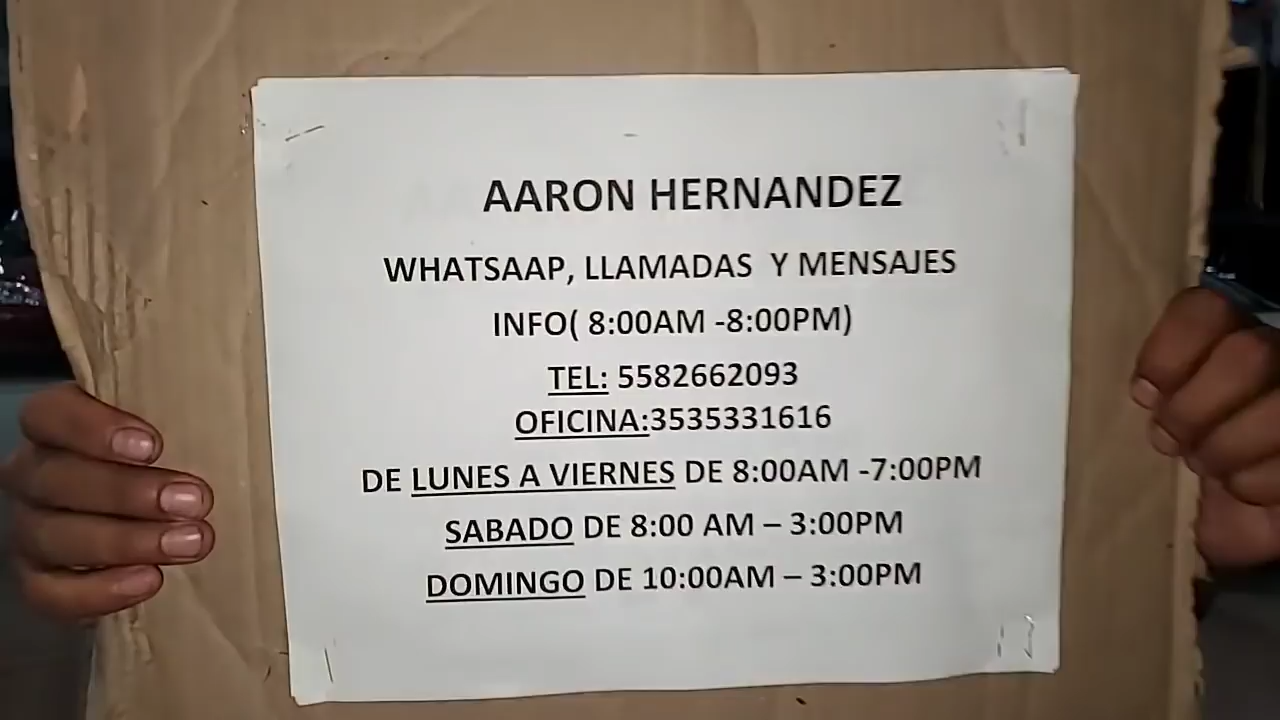 AARON HERNANDEZ
WHATSAAP, LLAMADAS Y MENSAJES
INFO( 8:00AM -8:00PM)
TEL: 5582662093
OFICINA:3535331616
DE LUNES A VIERNES DE 8:00AM -7:00PM
SABADO DE 8:00 AM – 3:00PM
DOMINGO DE 10:00AM – 3:00PM